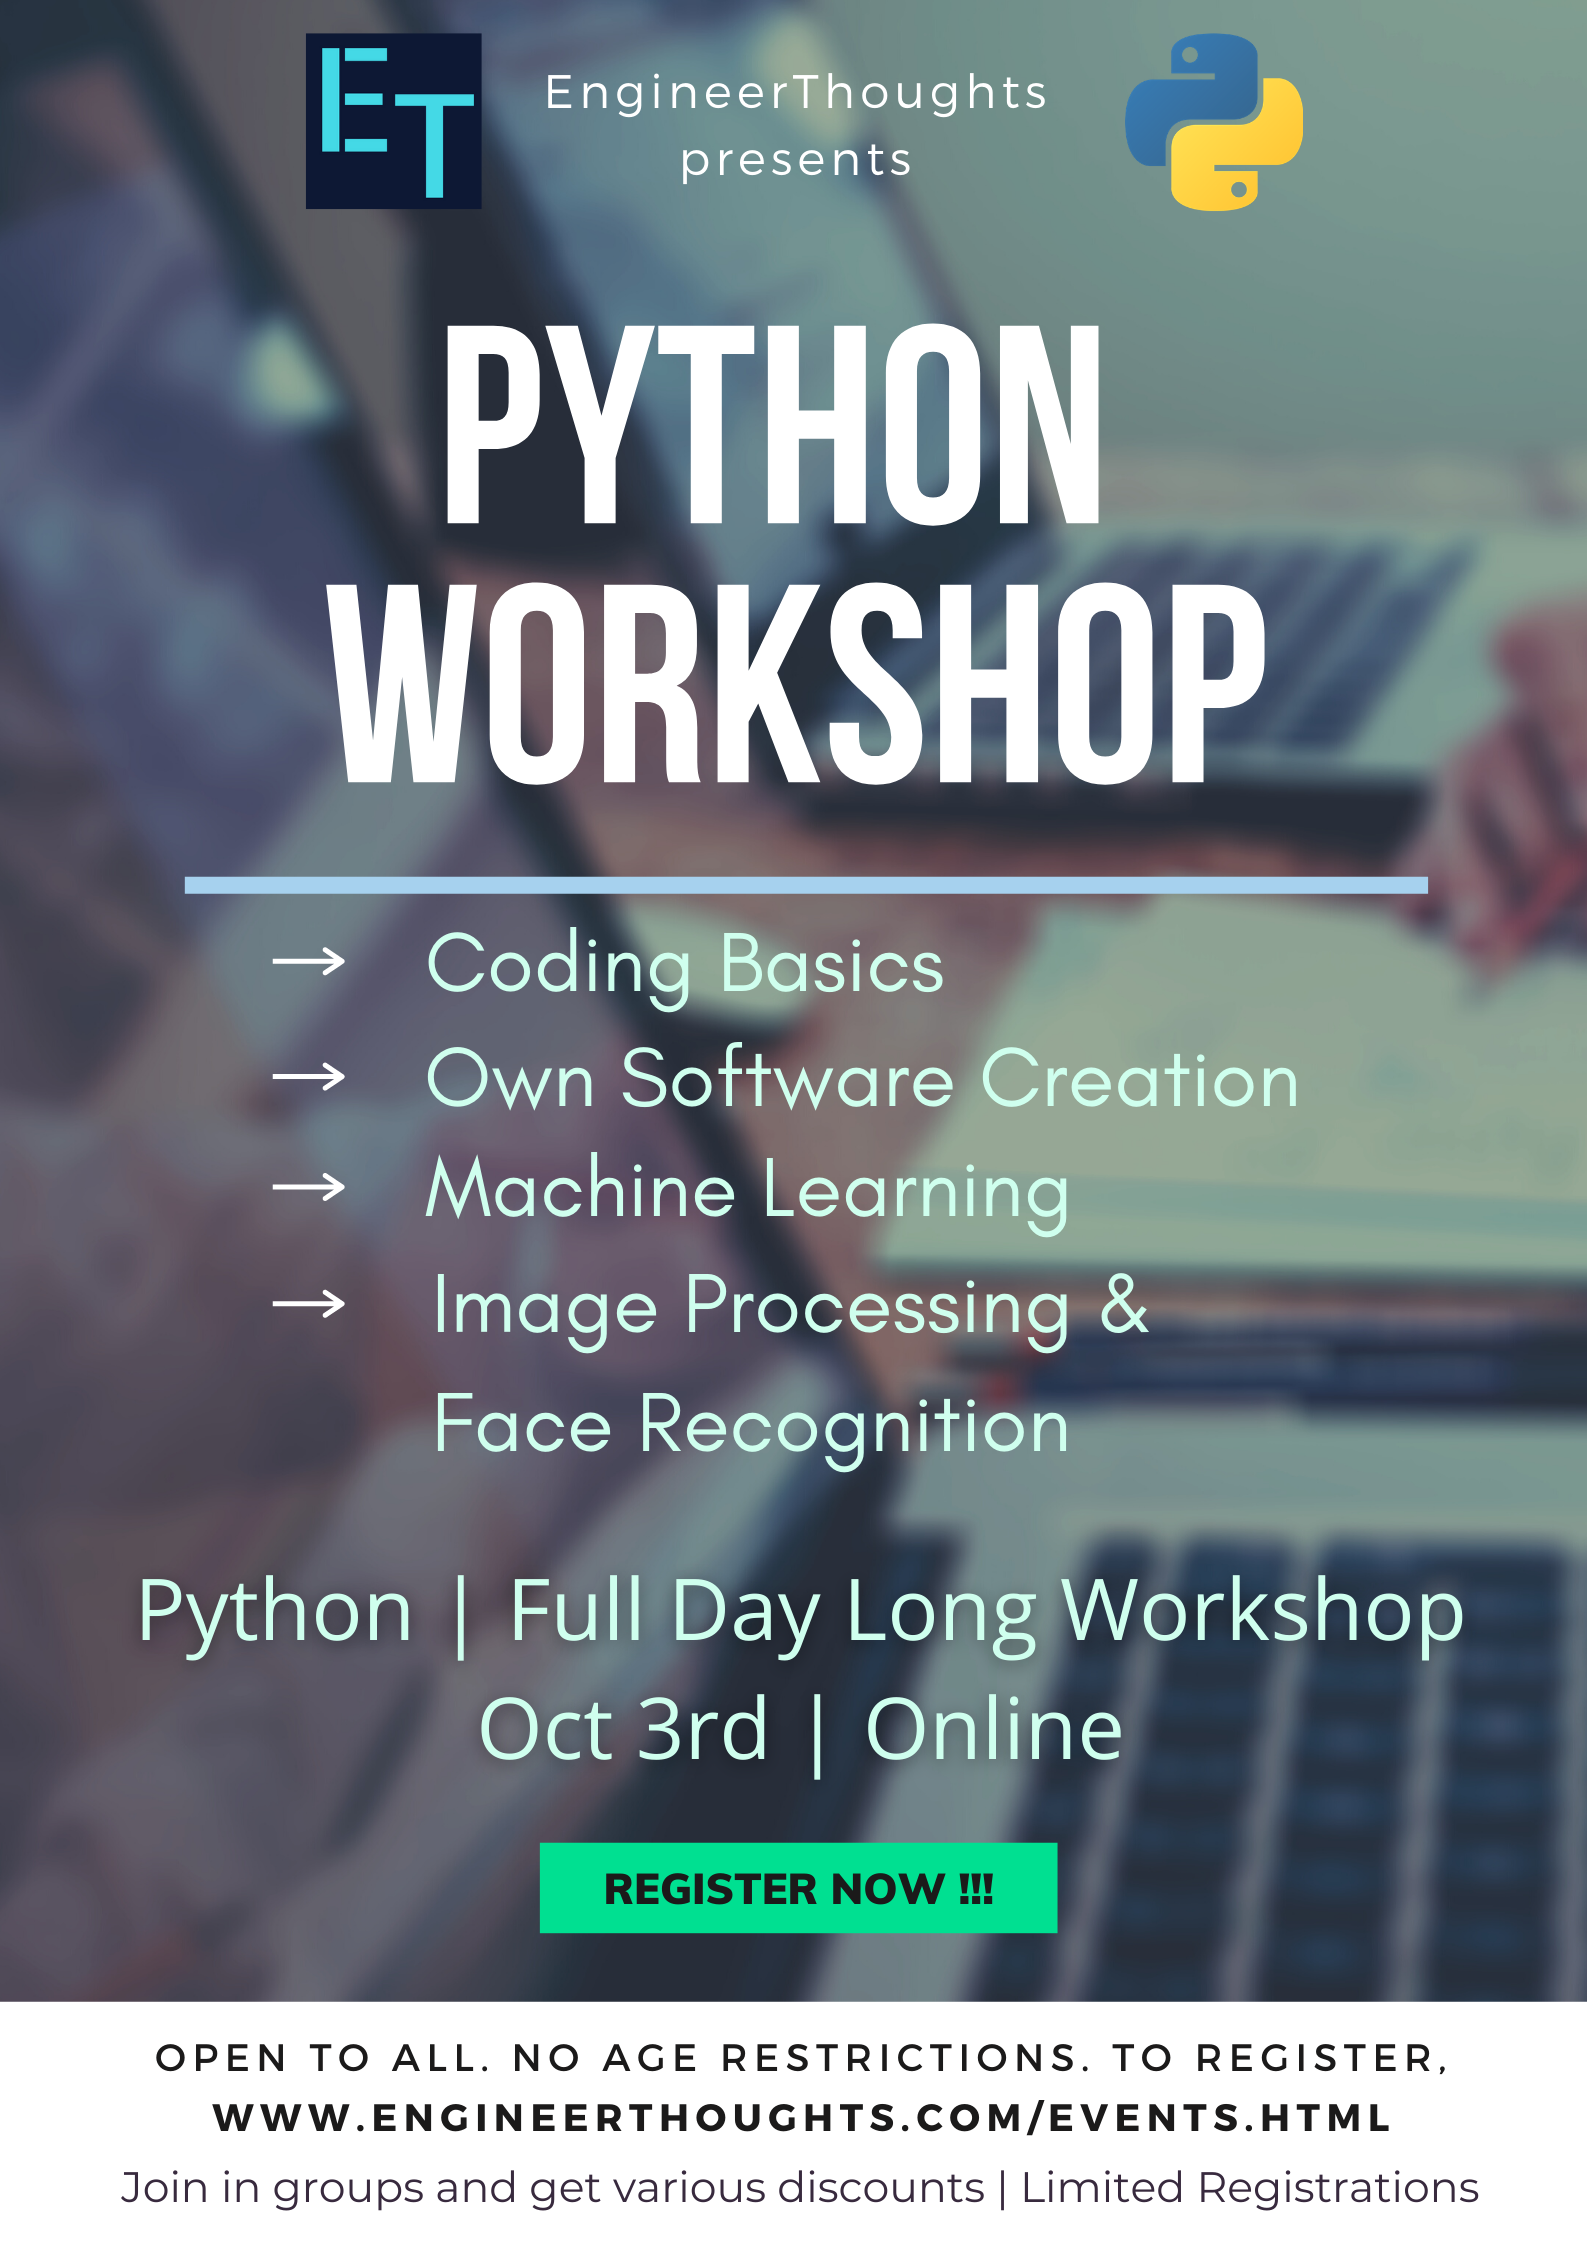 ET
EngineerThoughts
presents
PYTHON
WORKSHOP
Coding Basics
Own Software Creation
Machine Learning
Image Processing &
Face Recognition
Python | Full Day Long Workshop
Oct 3rd | Online
REGISTER NOW !!!
OPEN TO ALL. NO AGE RESTRICTIONS. TO REGISTER,
WWW.ENGINEERTHOUGHTS.COM/EVENTS.HTML
Join in groups and get various discounts | Limited Registrations